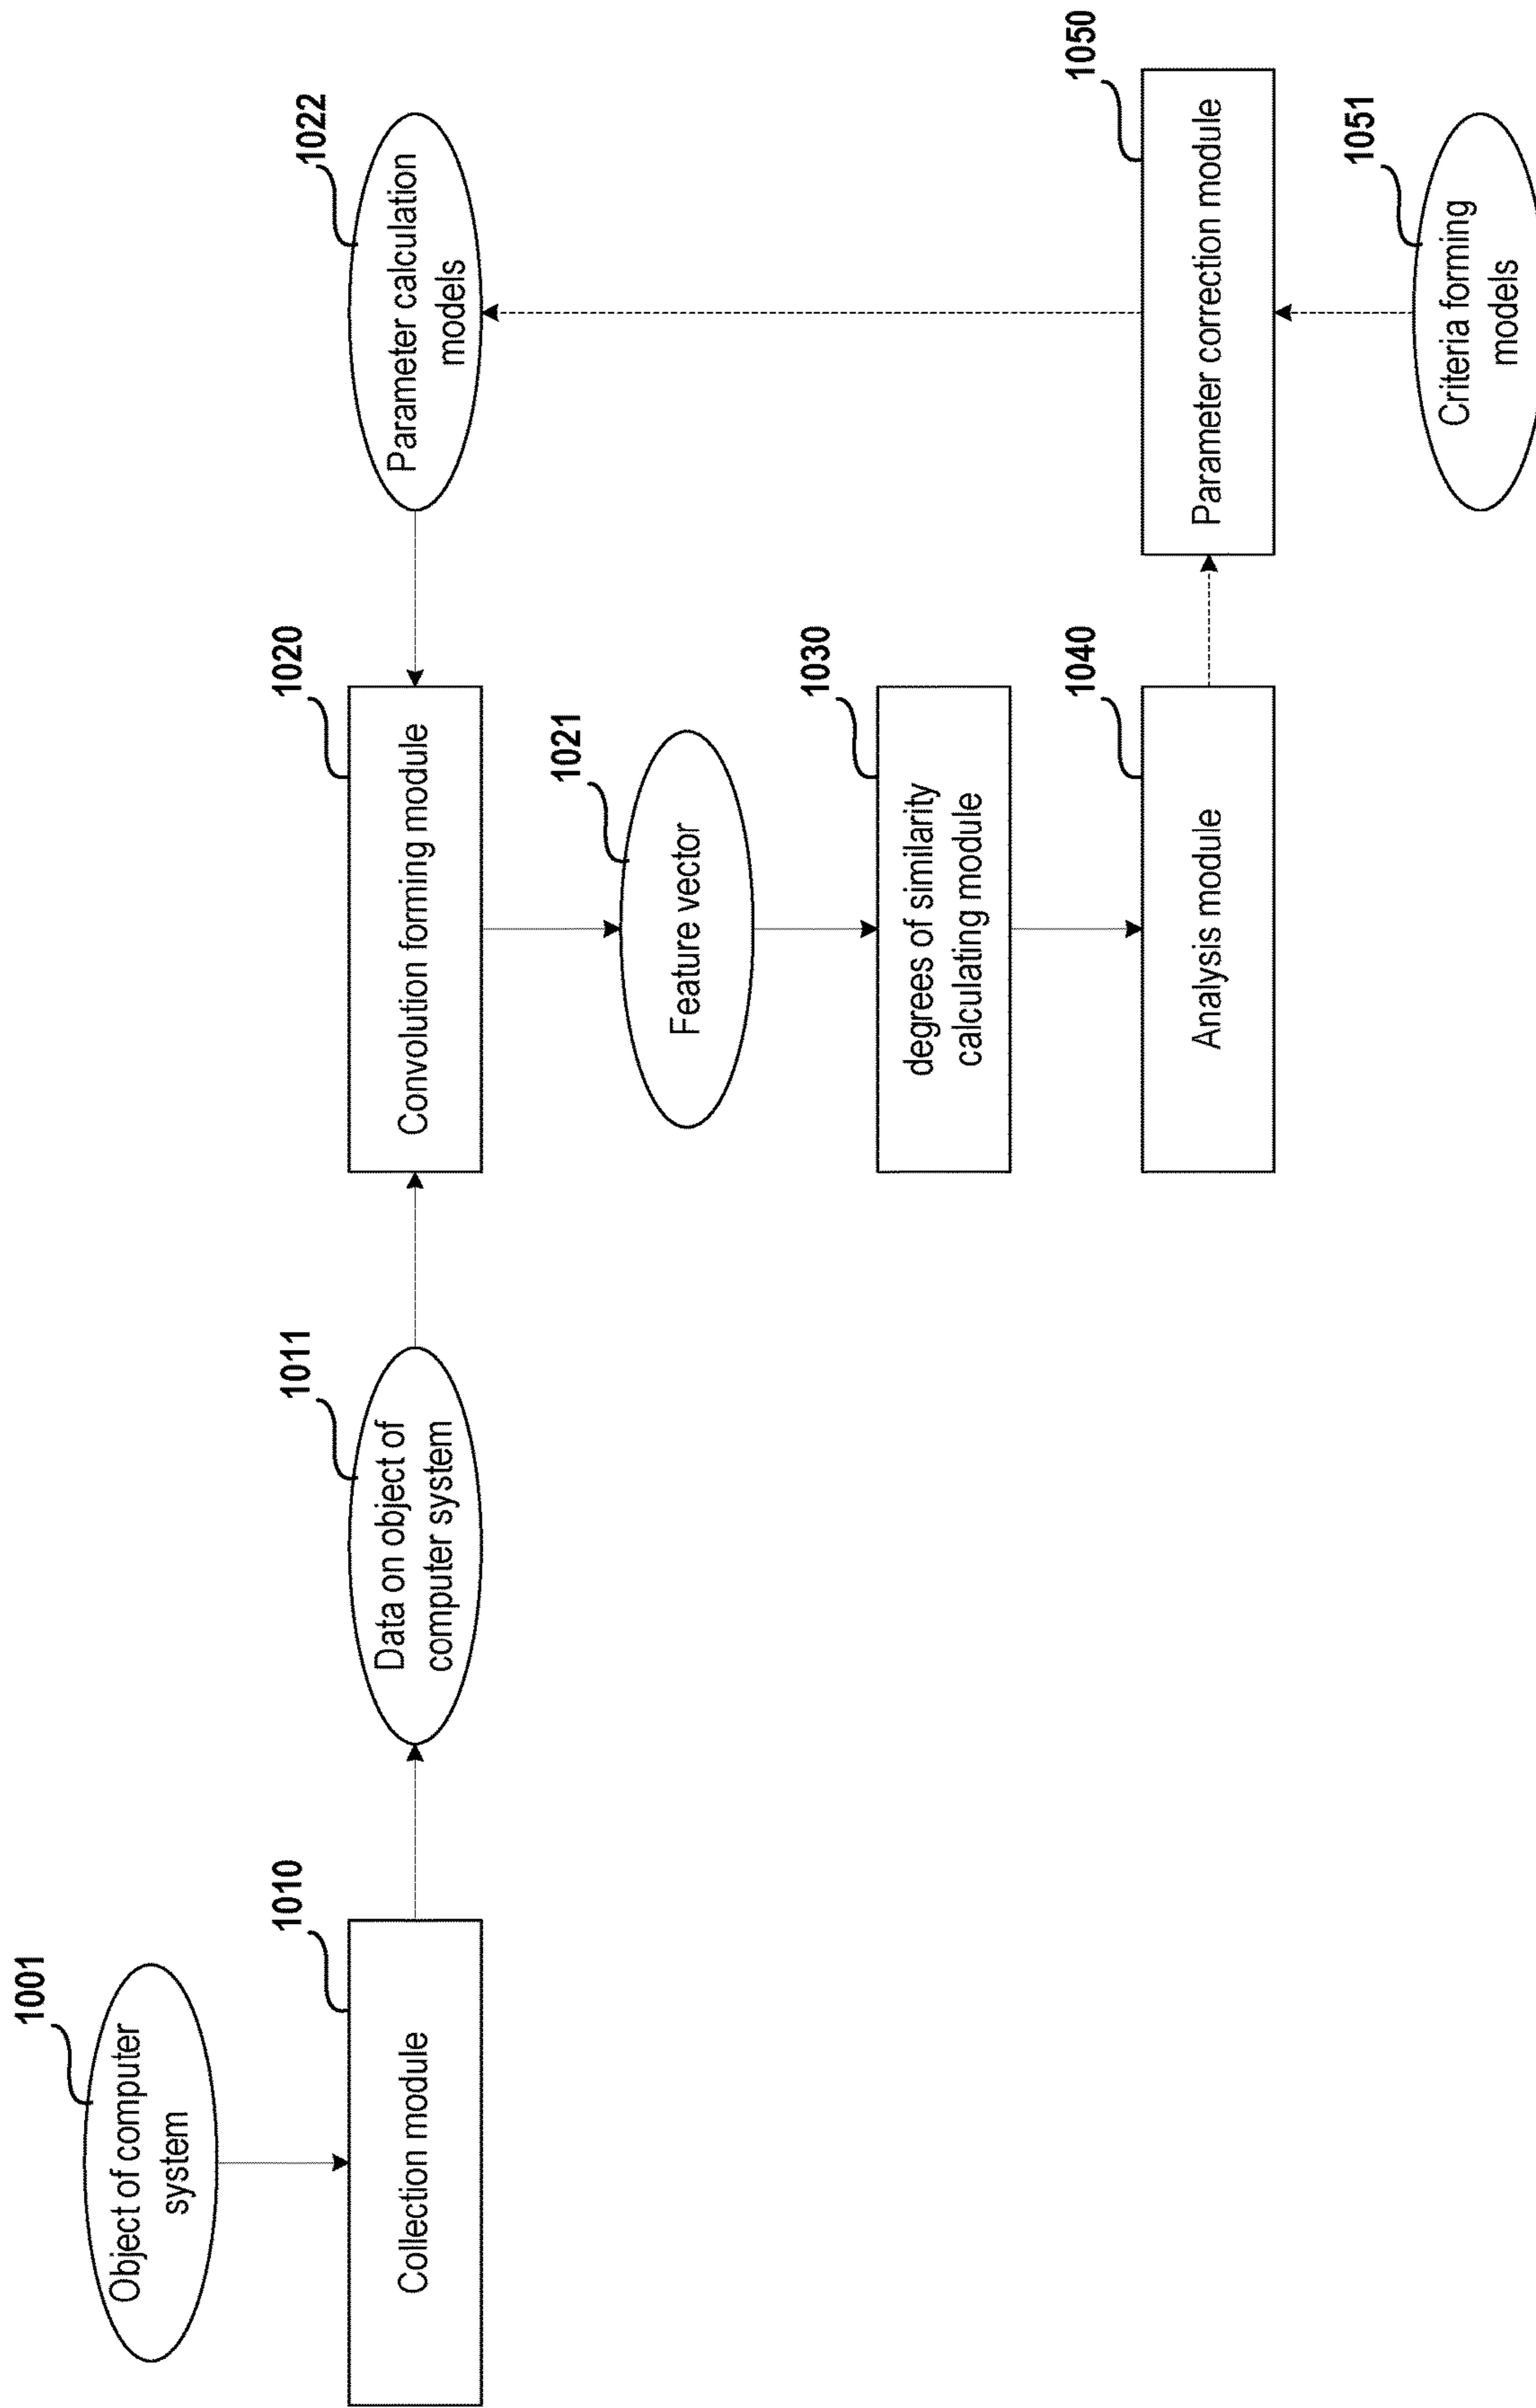 1001
Object of computer
system
1010
Collection module
1011
Data on object of
computer system
1020
Convolution forming module
1022
Parameter calculation
models
1021
Feature vector
1030
degrees of similarity
calculating module
1040
Analysis module
1050
Parameter correction module
1051
Criteria forming
models